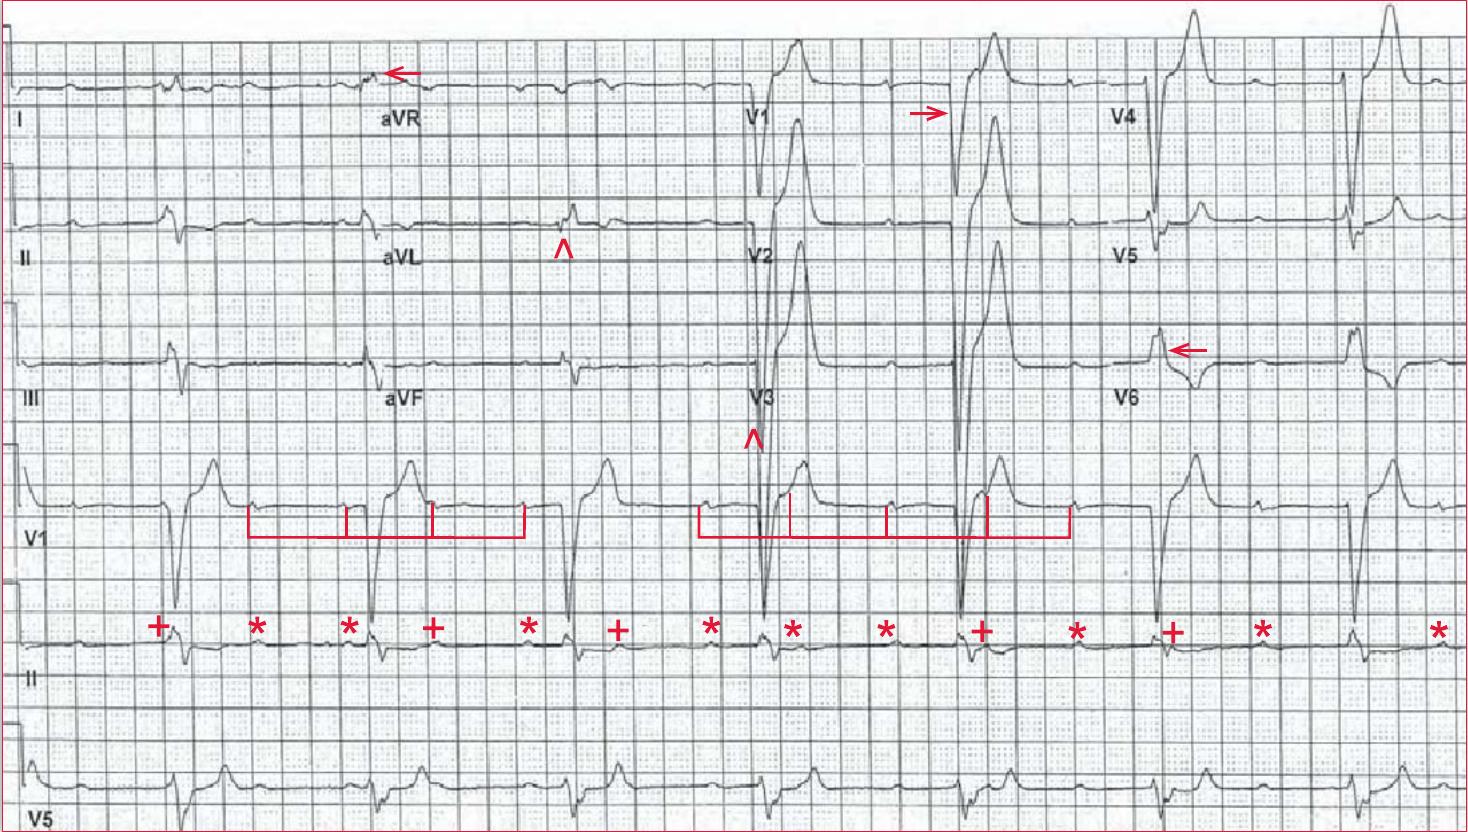 I aVR V1 V4
II aVL V2 V5
III aVF V3 V6
V1
+ * * + * + * * * + * + * *
II
V5